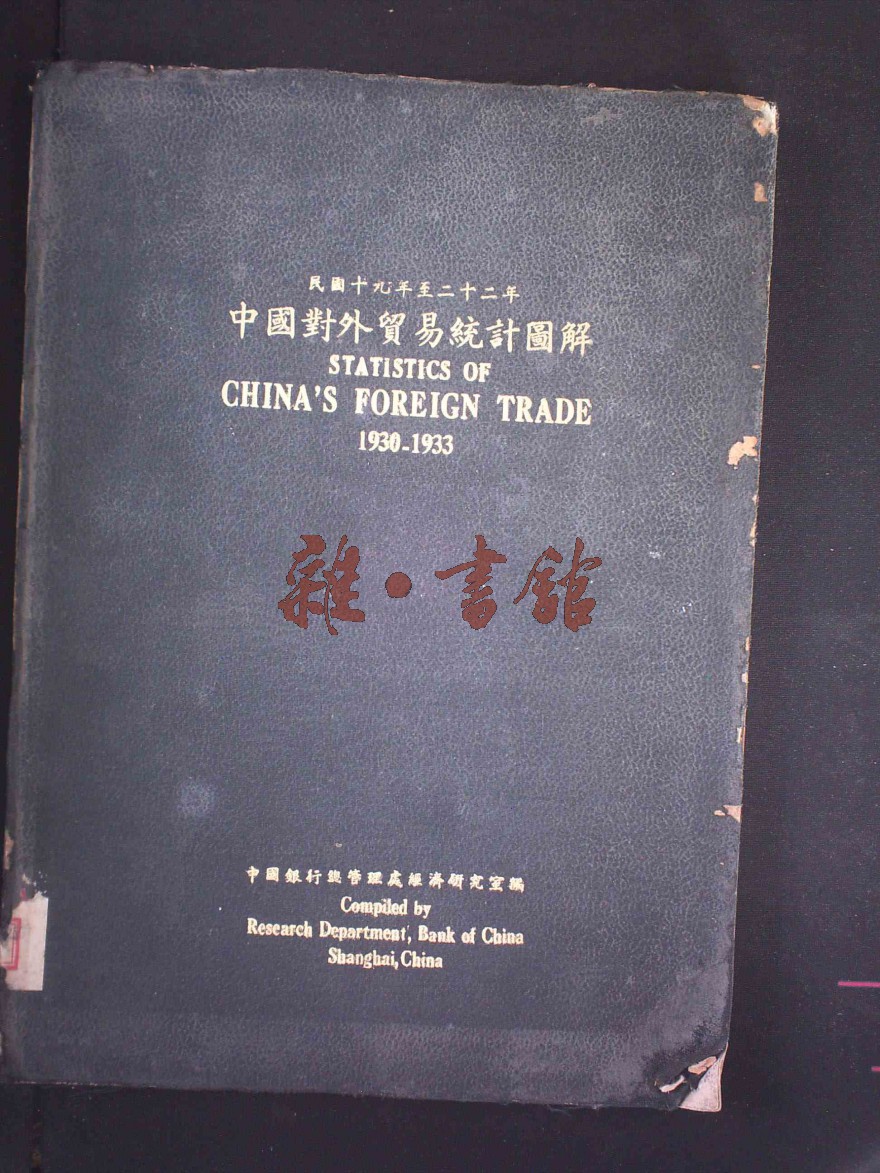 民國十九年至二十二年
中國對外貿易統計圖解
STATISTICS OF
CHINA'S FOREIGN TRADE
1930-1933
雜·書館
中國銀行總管理處經濟研究室編
Compiled by
Research Department, Bank of China
Shanghai, China